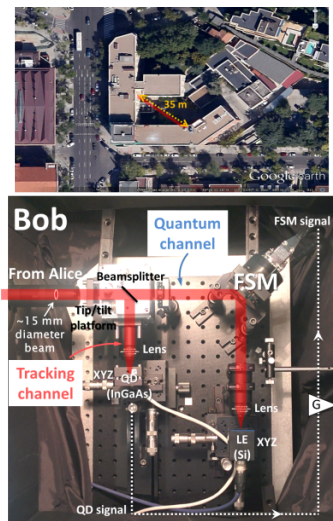 35 m
Google earth
Bob
Quantum
channel
FSM signal
From Alice
Beamsplitter
FSM
Tip/tilt
platform
~15 mm
diameter
beam
Lens
Tracking
channel
XYZ
QD
(InGaAs)
Lens
G
LE
(Si)
XYZ
QD signal